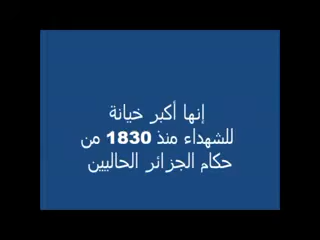 إنها أكبر خيانة
للشهداء منذ 1830 من
حكام الجزائر الحاليين